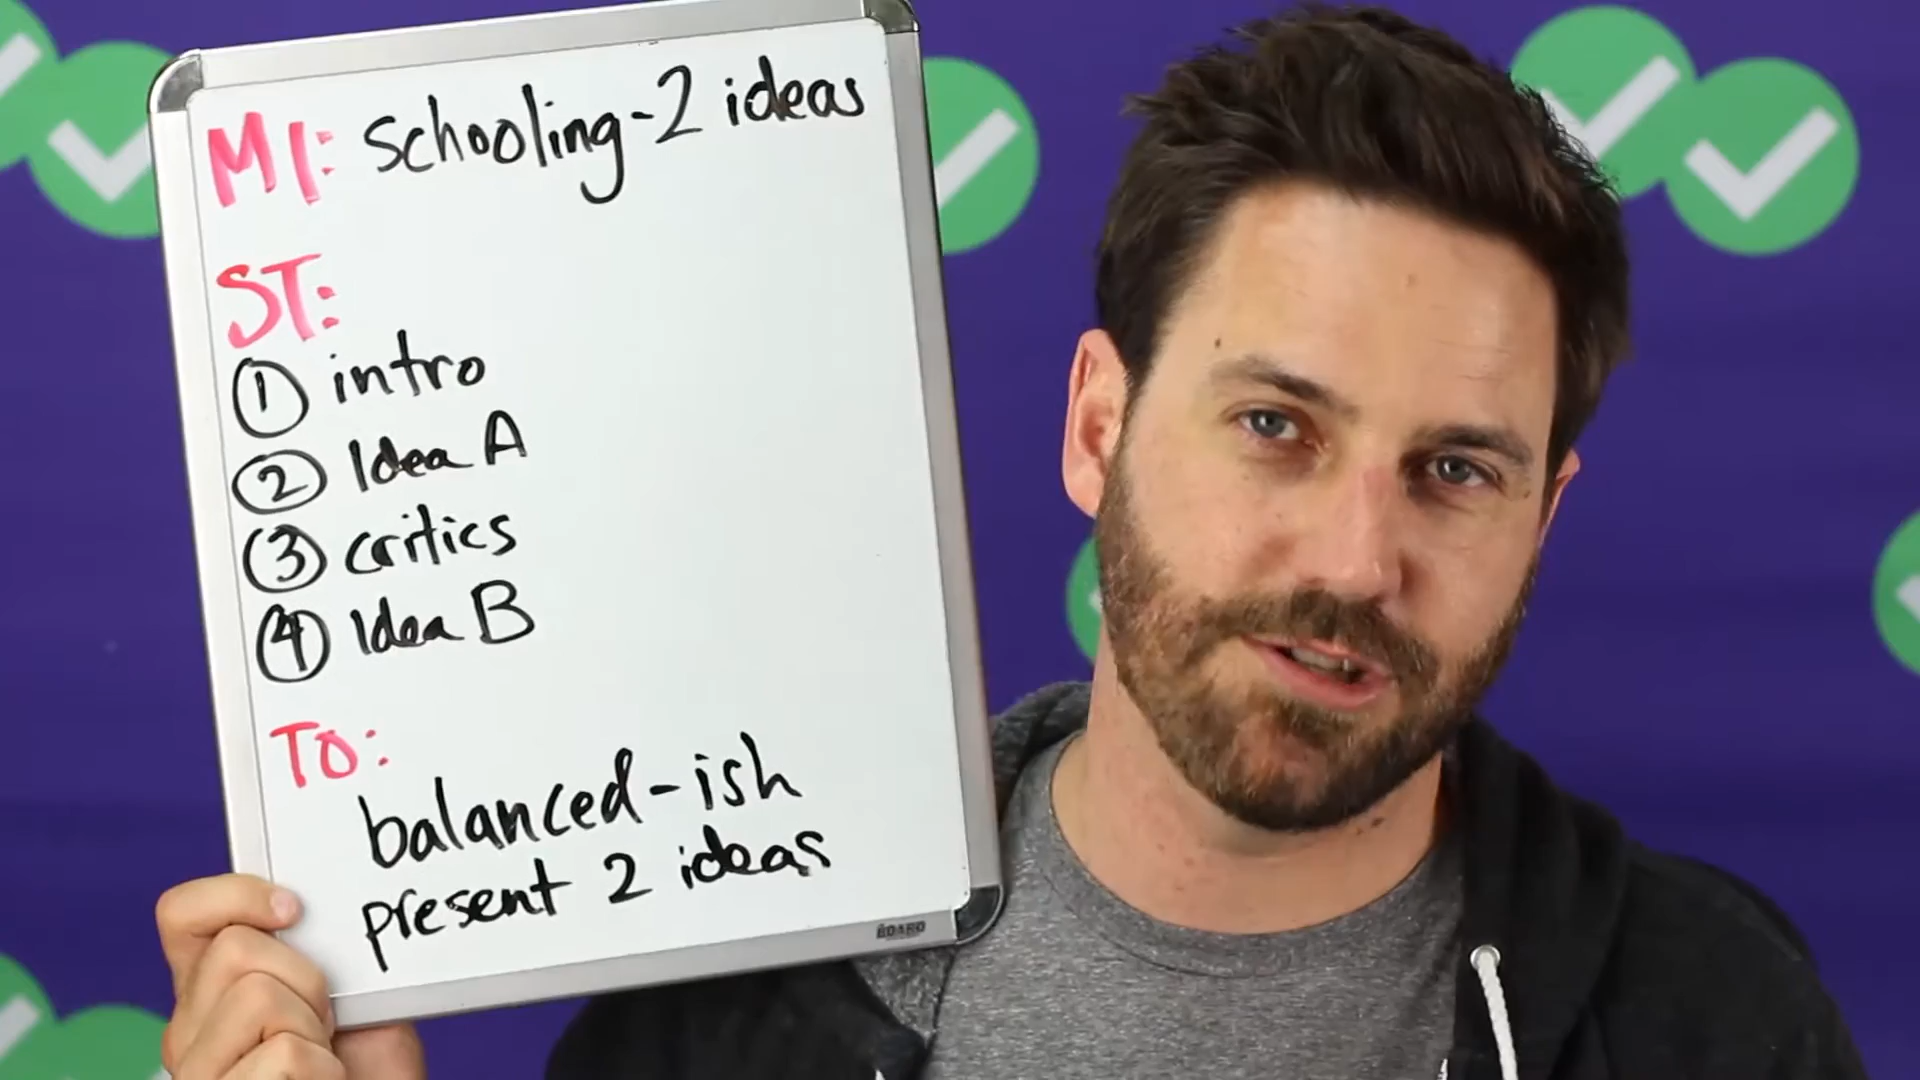 MI: schooling-2 ideas
ST:
① intro
② Idea A
③ critics
④ Idea B
TO:
balanced-ish
present 2 ideas
BOARD